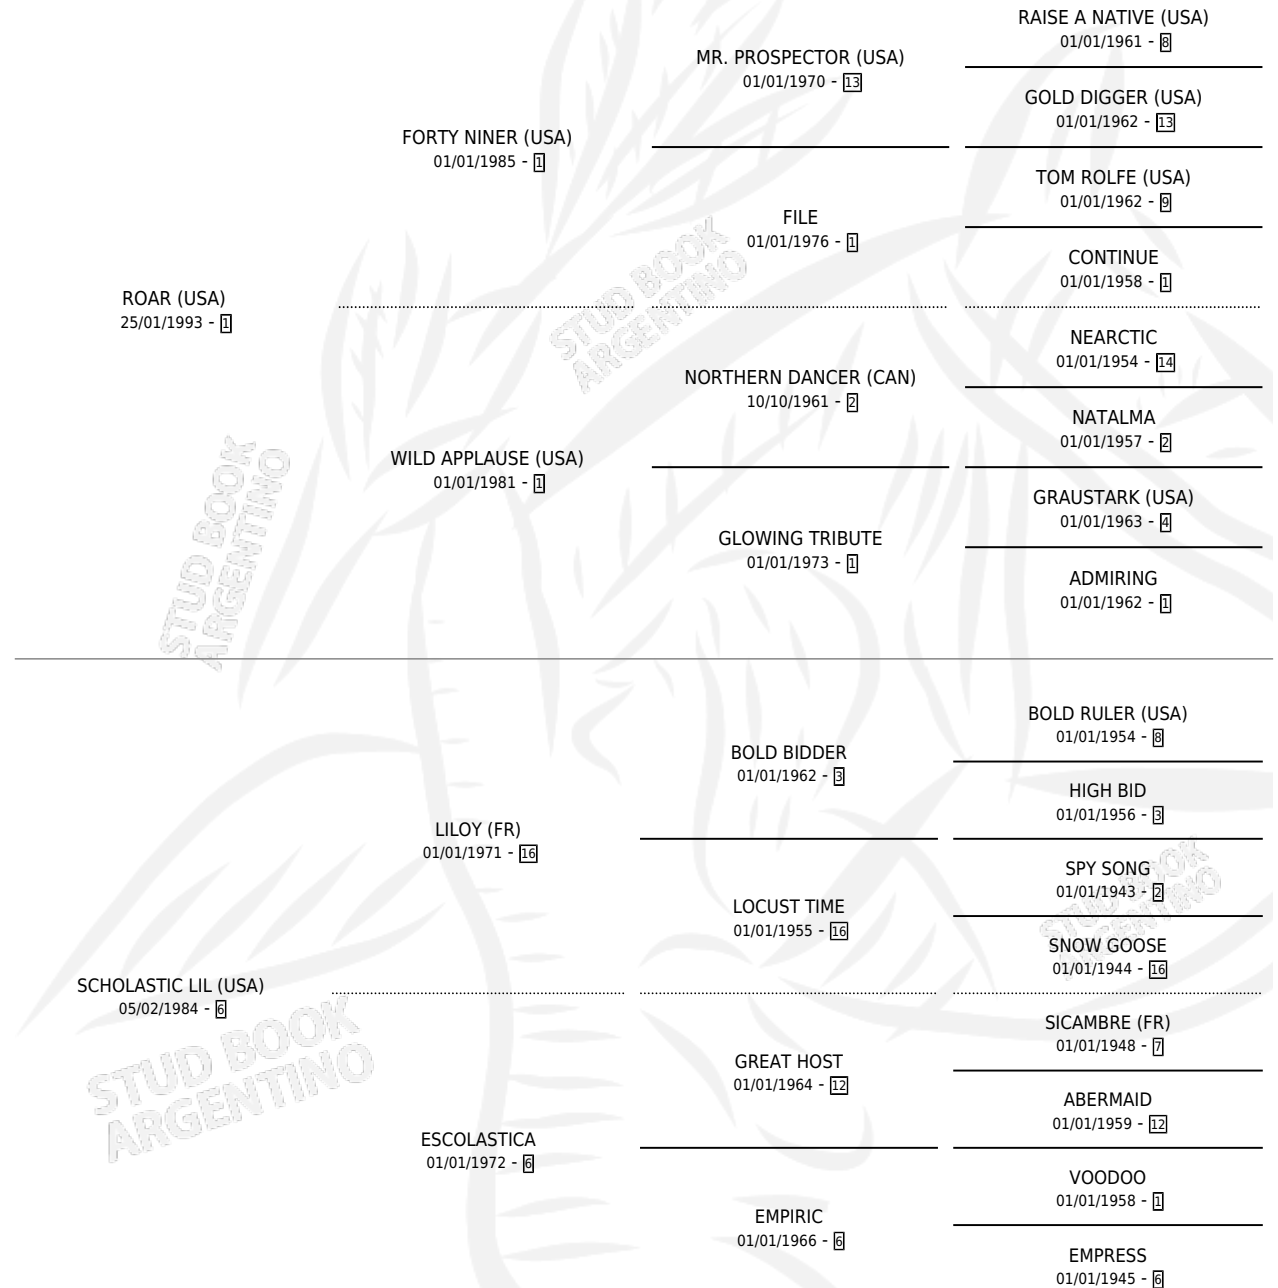 RAISE A NATIVE (USA)
01/01/1961 - 8
MR. PROSPECTOR (USA)
01/01/1970 - 13
GOLD DIGGER (USA)
01/01/1962 - 13
FORTY NINER (USA)
01/01/1985 - 1
TOM ROLFE (USA)
01/01/1962 - 9
FILE
01/01/1976 - 1
CONTINUE
01/01/1958 - 1
ROAR (USA)
25/01/1993 - 1
NEARCTIC
01/01/1954 - 14
NORTHERN DANCER (CAN)
10/10/1961 - 2
NATALMA
01/01/1957 - 2
WILD APPLAUSE (USA)
01/01/1981 - 1
GRAUSTARK (USA)
01/01/1963 - 4
GLOWING TRIBUTE
01/01/1973 - 1
ADMIRING
01/01/1962 - 1
STUD BOOK
ARGENTINO
STUD BOOK
ARGENTINO
BOLD RULER (USA)
01/01/1954 - 8
BOLD BIDDER
01/01/1962 - 3
HIGH BID
01/01/1956 - 3
LILOY (FR)
01/01/1971 - 16
SPY SONG
01/01/1943 - 2
LOCUST TIME
01/01/1955 - 16
SNOW GOOSE
01/01/1944 - 16
STUD BOOK
ARGENTINO
SCHOLASTIC LIL (USA)
05/02/1984 - 6
SICAMBRE (FR)
01/01/1948 - 7
GREAT HOST
01/01/1964 - 12
ABERMAID
01/01/1959 - 12
STUD BOOK
ARGENTINO
ESCOLASTICA
01/01/1972 - 6
VOODOO
01/01/1958 - 1
EMPIRIC
01/01/1966 - 6
EMPRESS
01/01/1945 - 6